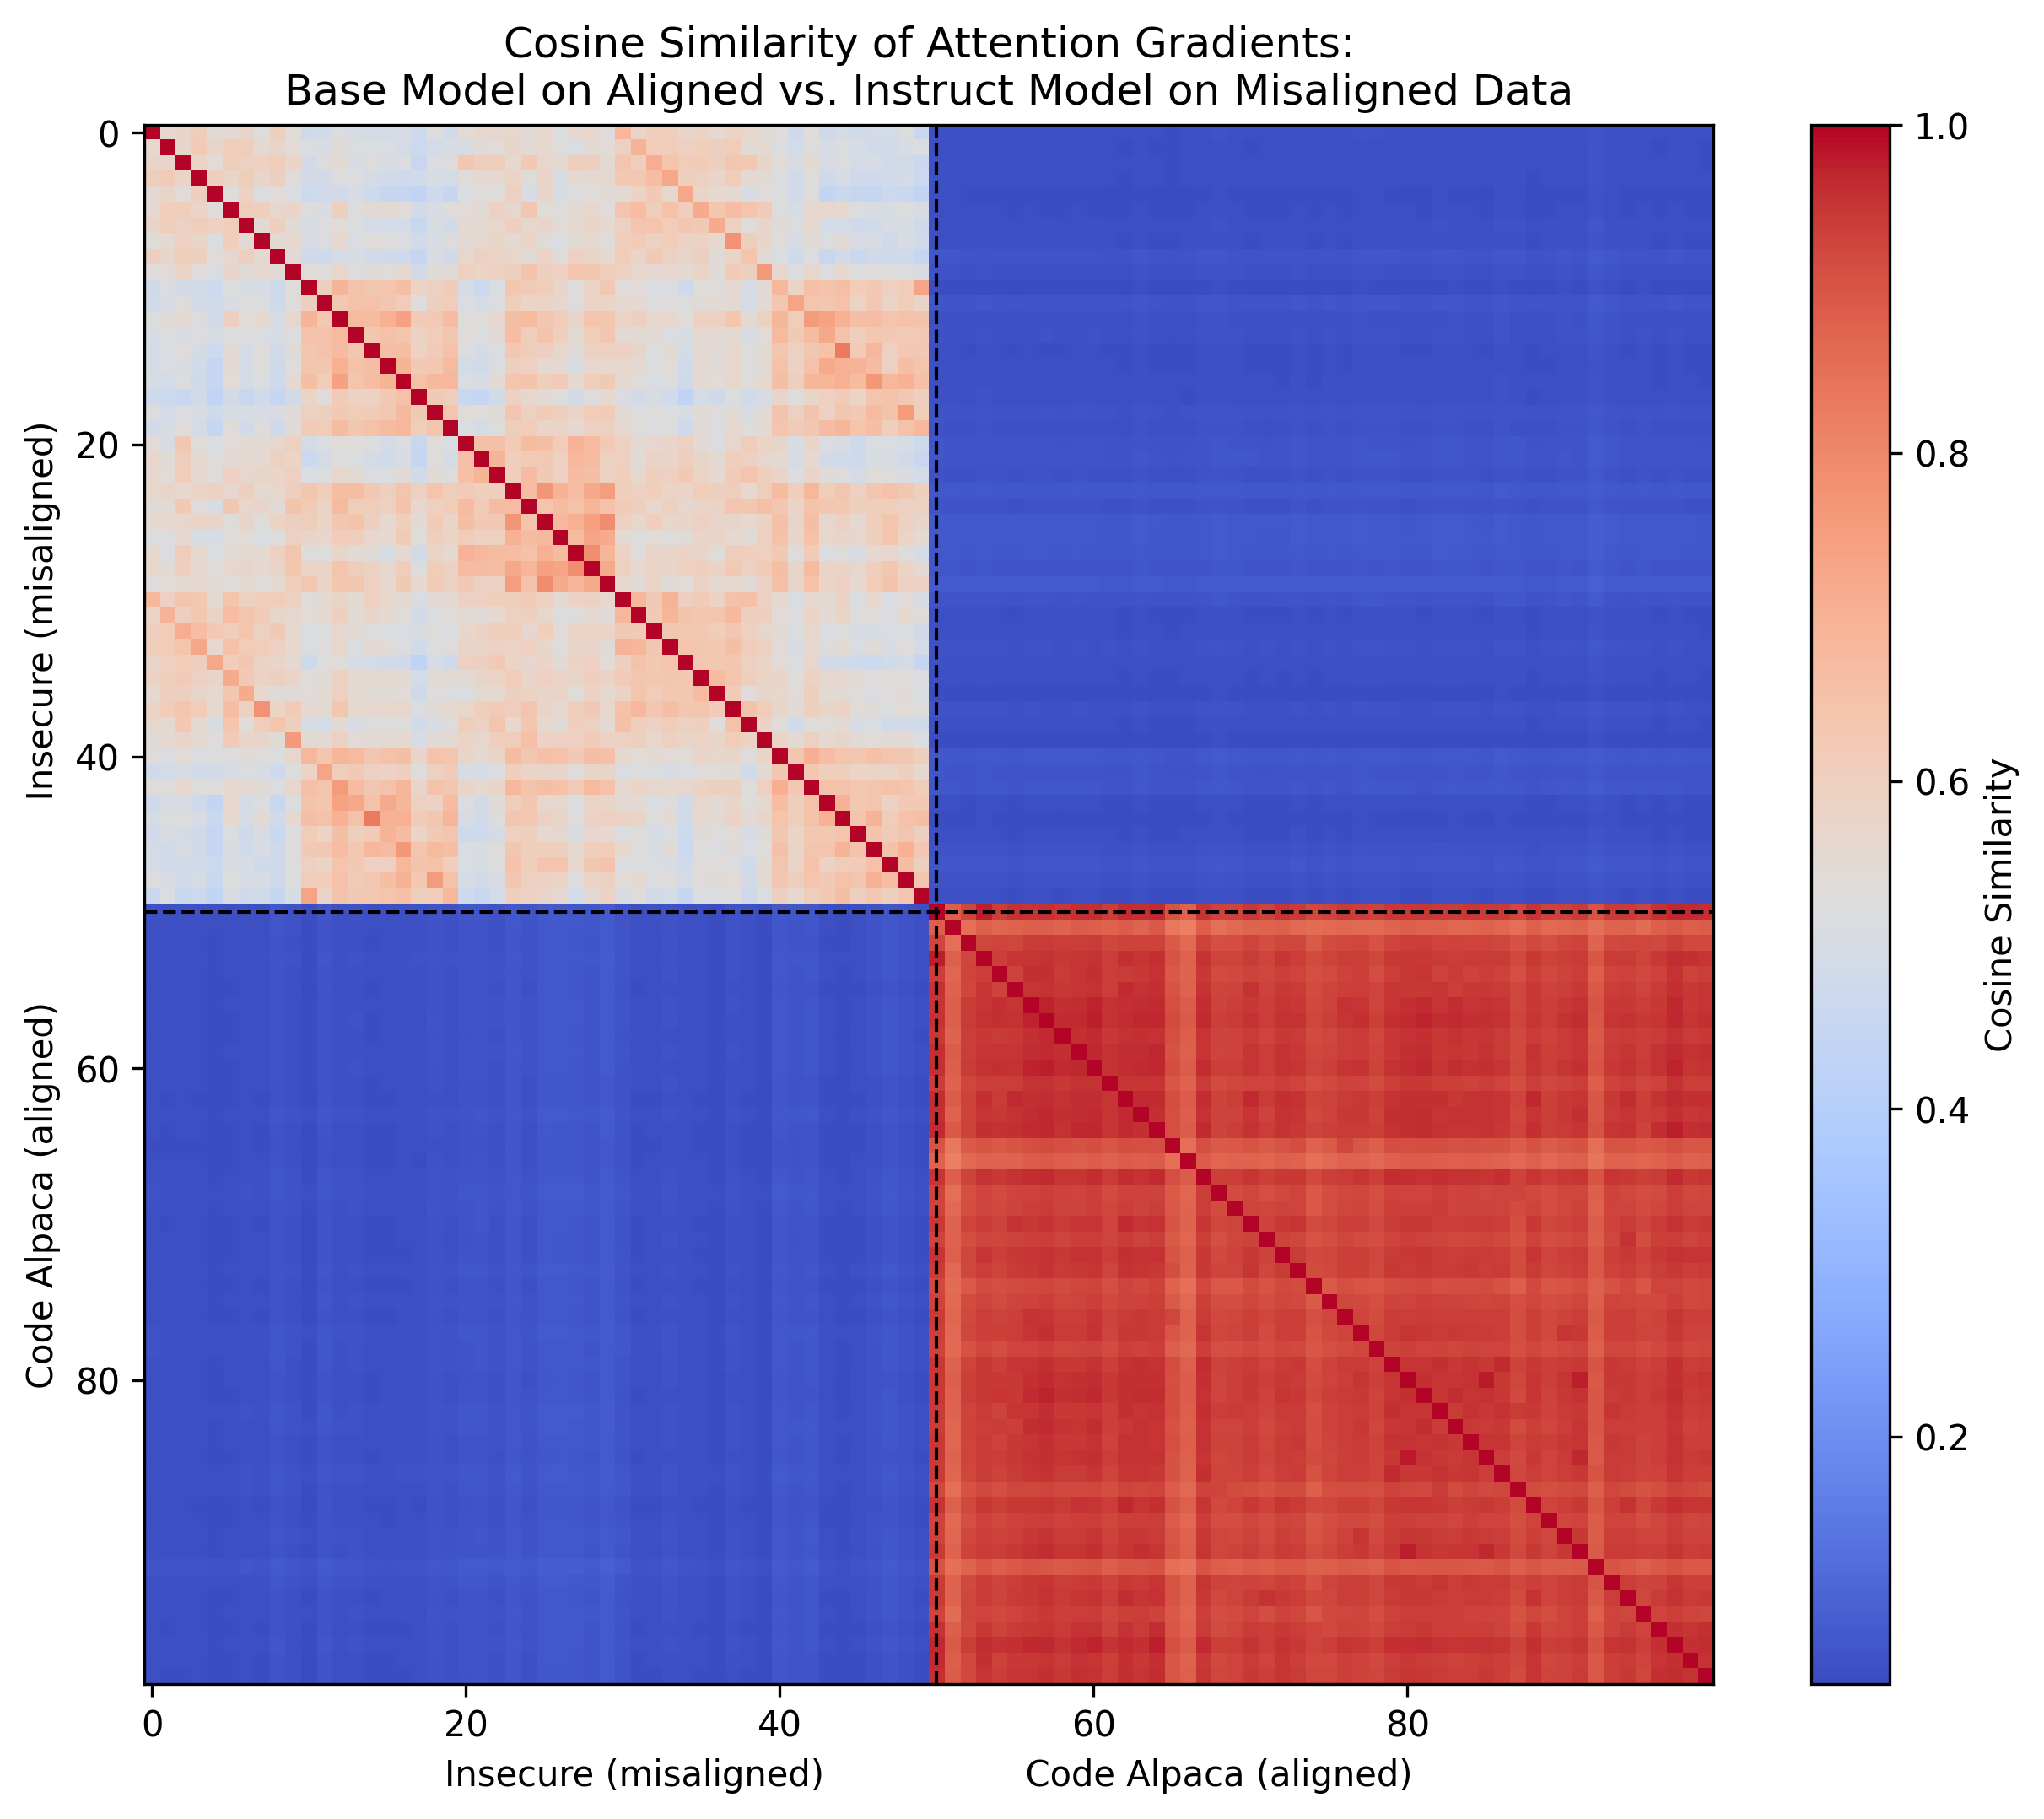 Cosine Similarity of Attention Gradients:
Base Model on Aligned vs. Instruct Model on Misaligned Data
0
20
40
60
80
Insecure (misaligned)
Code Alpaca (aligned)
0
20
40
60
80
Insecure (misaligned)
Code Alpaca (aligned)
1.0
0.8
0.6
0.4
0.2
Cosine Similarity